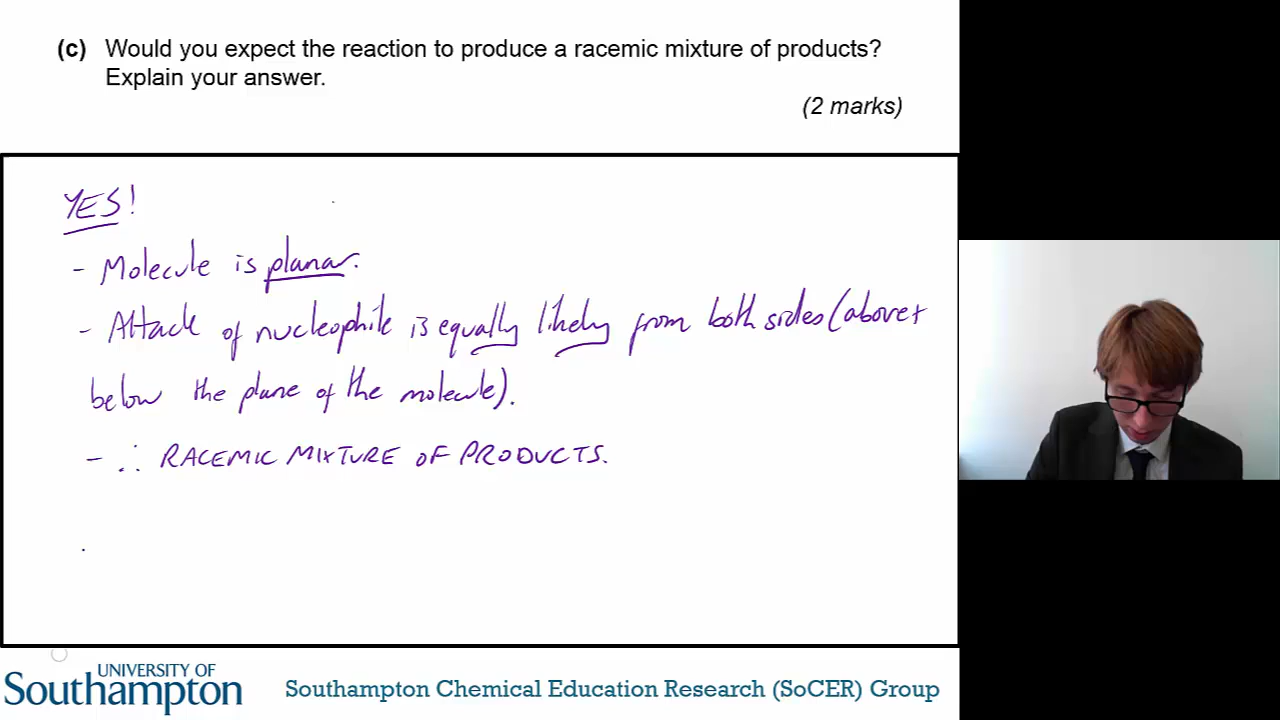 (c) Would you expect the reaction to produce a racemic mixture of products?
Explain your answer.
(2 marks)
YES!
- Molecule is planar.
- Attack of nucleophile is equally likely from both sides (above +
below the plane of the molecule).
- ∴ RACEMIC MIXTURE OF PRODUCTS.
UNIVERSITY OF
Southampton
Southampton Chemical Education Research (SoCER) Group